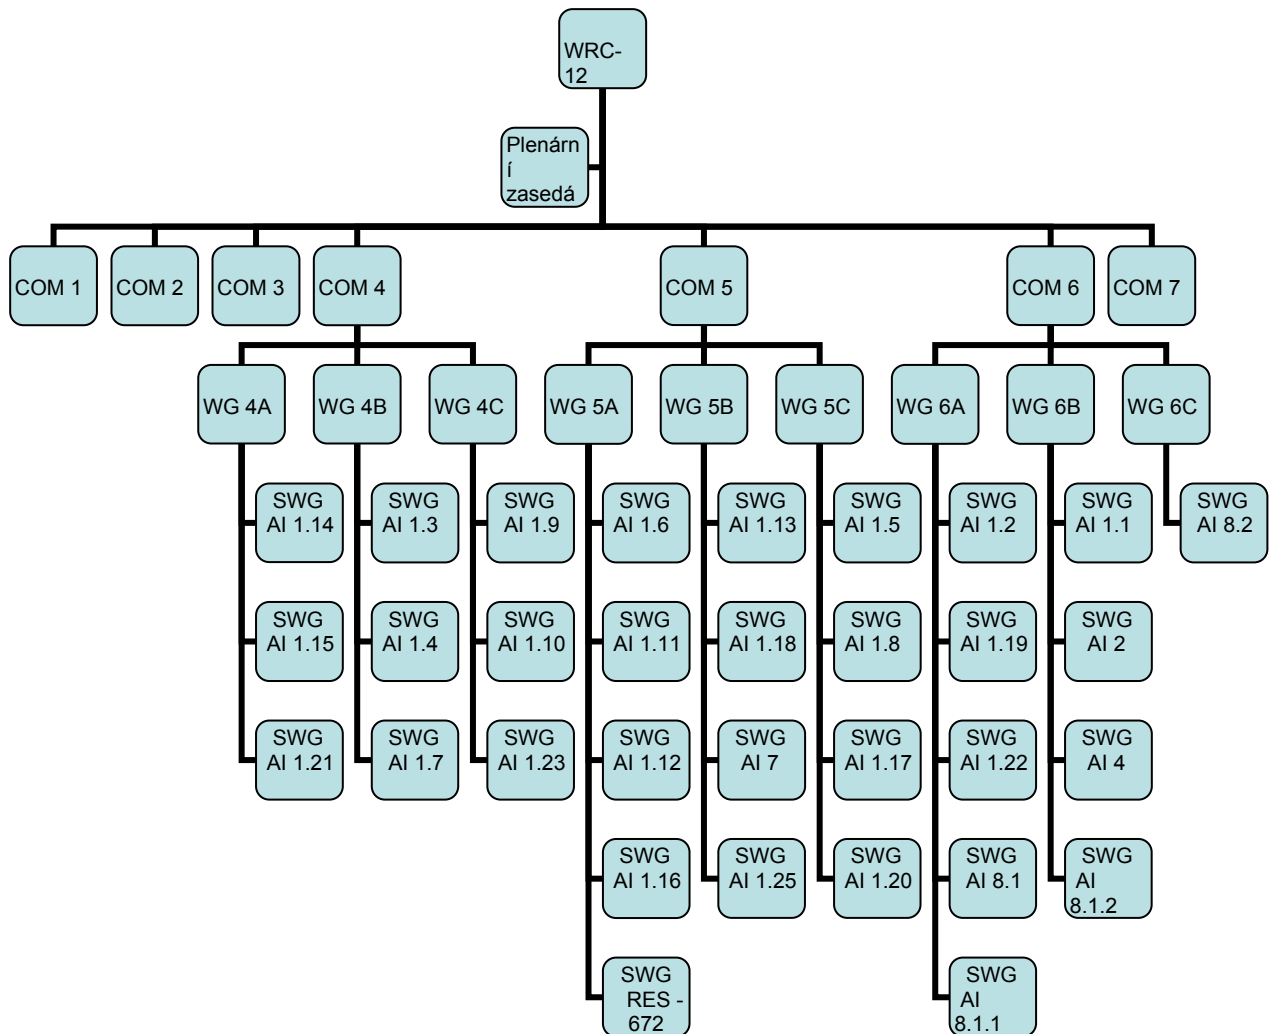 WRC-
12
Plenárn
í
zasedá
COM 1
COM 2
COM 3
COM 4
COM 5
COM 6
COM 7
WG 4A
WG 4B
WG 4C
WG 5A
WG 5B
WG 5C
WG 6A
WG 6B
WG 6C
SWG
AI 1.14
SWG
AI 1.3
SWG
AI 1.9
SWG
AI 1.6
SWG
AI 1.13
SWG
AI 1.5
SWG
AI 1.2
SWG
AI 1.1
SWG
AI 8.2
SWG
AI 1.15
SWG
AI 1.4
SWG
AI 1.10
SWG
AI 1.11
SWG
AI 1.18
SWG
AI 1.8
SWG
AI 1.19
SWG
AI 2
SWG
AI 1.21
SWG
AI 1.7
SWG
AI 1.23
SWG
AI 1.12
SWG
AI 7
SWG
AI 1.17
SWG
AI 1.22
SWG
AI 4
SWG
AI 1.16
SWG
AI 1.25
SWG
AI 1.20
SWG
AI 8.1
SWG
AI
8.1.2
SWG
RES -
672
SWG
AI
8.1.1